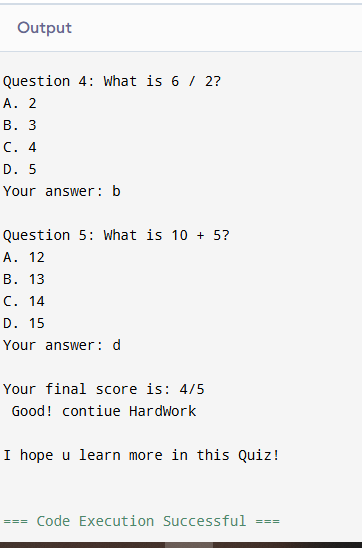 Output
Question 4: What is 6 / 2?
A. 2
B. 3
C. 4
D. 5
Your answer: b
Question 5: What is 10 + 5?
A. 12
B. 13
C. 14
D. 15
Your answer: d
Your final score is: 4/5
Good! contiue HardWork
I hope u learn more in this Quiz!
=== Code Execution Successful ===